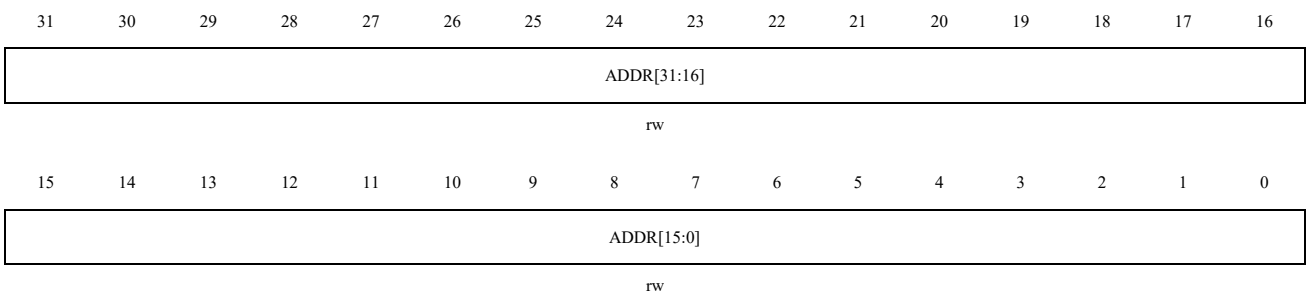 31 30 29 28 27 26 25 24 23 22 21 20 19 18 17 16
ADDR[31:16]
rw
15 14 13 12 11 10 9 8 7 6 5 4 3 2 1 0
ADDR[15:0]
rw